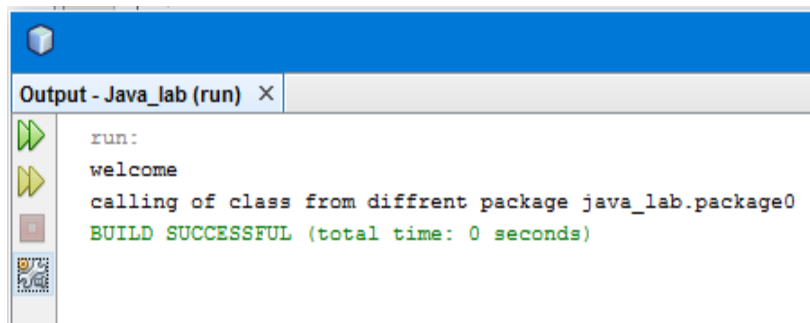 Output - Java_lab (run) ×
run:
welcome
calling of class from diffrent package java_lab.package0
BUILD SUCCESSFUL (total time: 0 seconds)